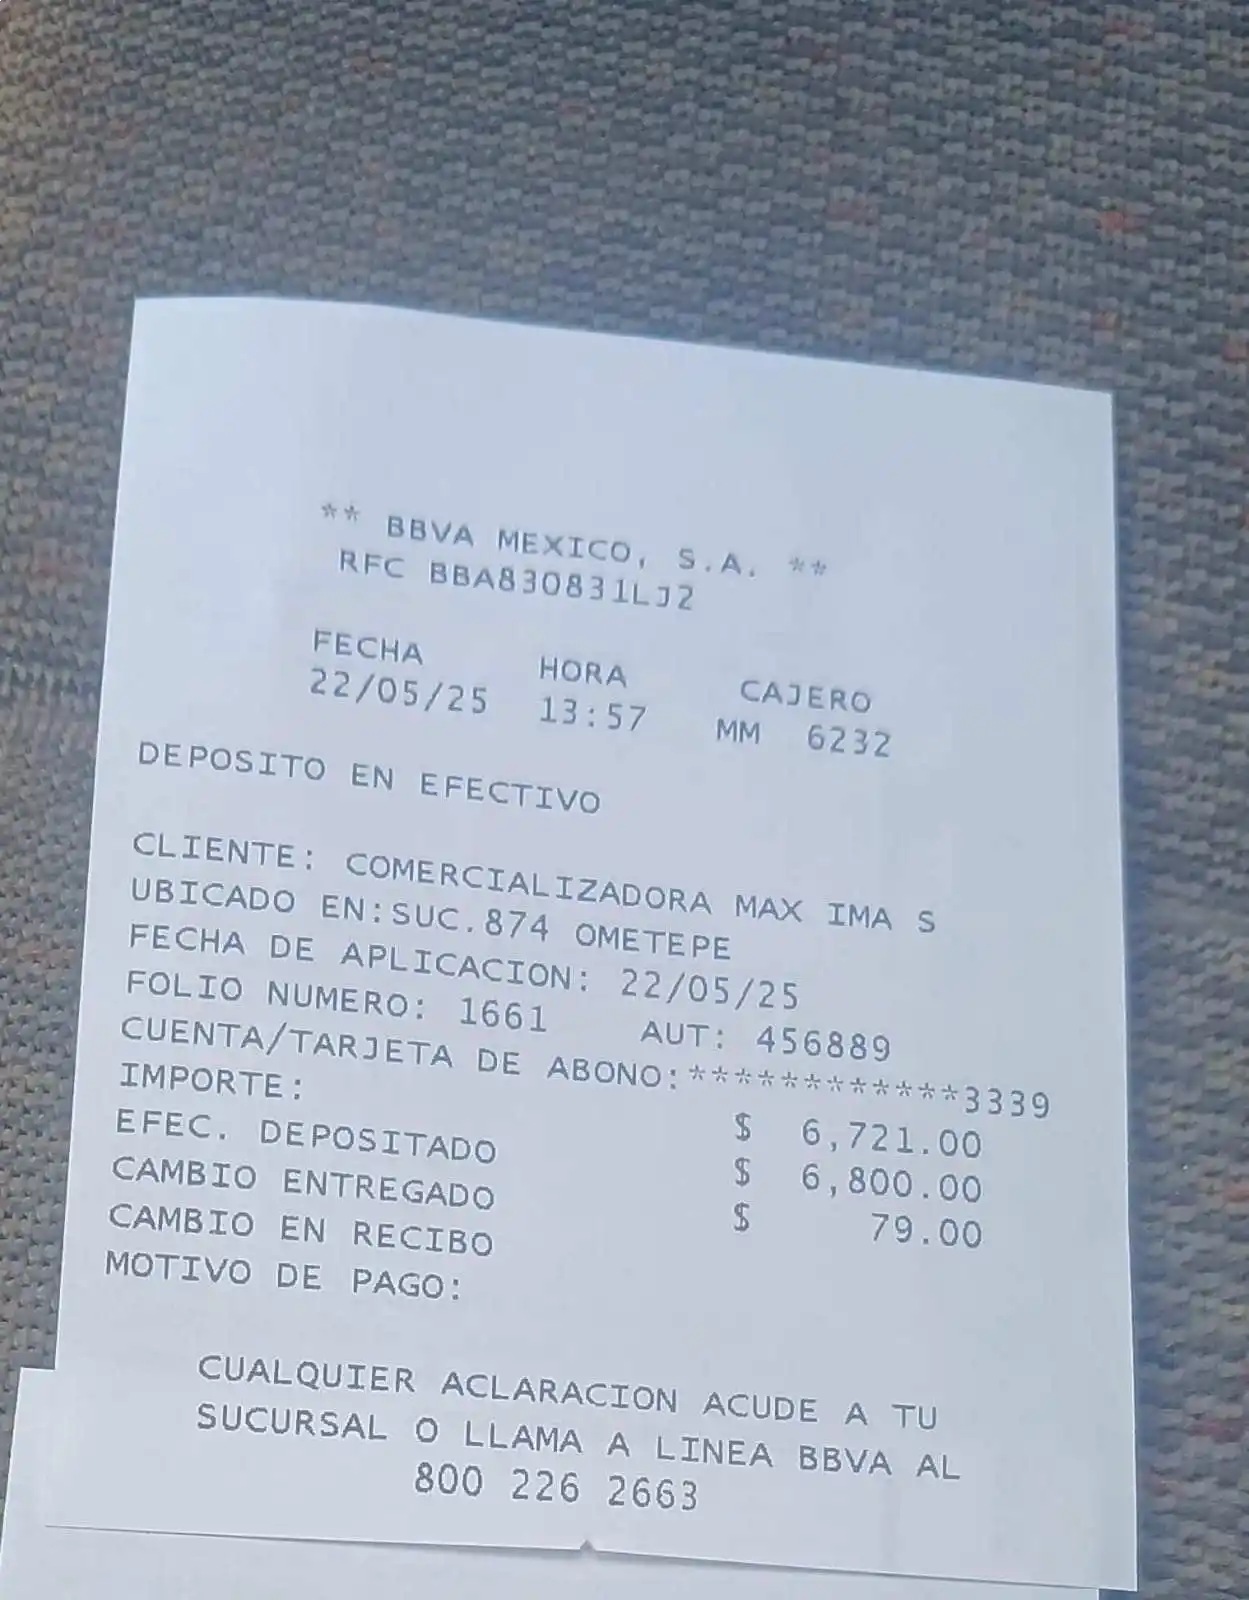 ** BBVA MEXICO, S.A. **
RFC BBA830831LJ2
FECHA HORA CAJERO
22/05/25 13:57 MM 6232
DEPOSITO EN EFECTIVO
CLIENTE: COMERCIALIZADORA MAX IMA S
UBICADO EN:SUC.874 OMETEPE
FECHA DE APLICACION: 22/05/25
FOLIO NUMERO: 1661 AUT: 456889
CUENTA/TARJETA DE ABONO:************3339
IMPORTE: $ 6,721.00
EFEC. DEPOSITADO $ 6,800.00
CAMBIO ENTREGADO $ 79.00
CAMBIO EN RECIBO
MOTIVO DE PAGO:
CUALQUIER ACLARACION ACUDE A TU
SUCURSAL O LLAMA A LINEA BBVA AL
800 226 2663